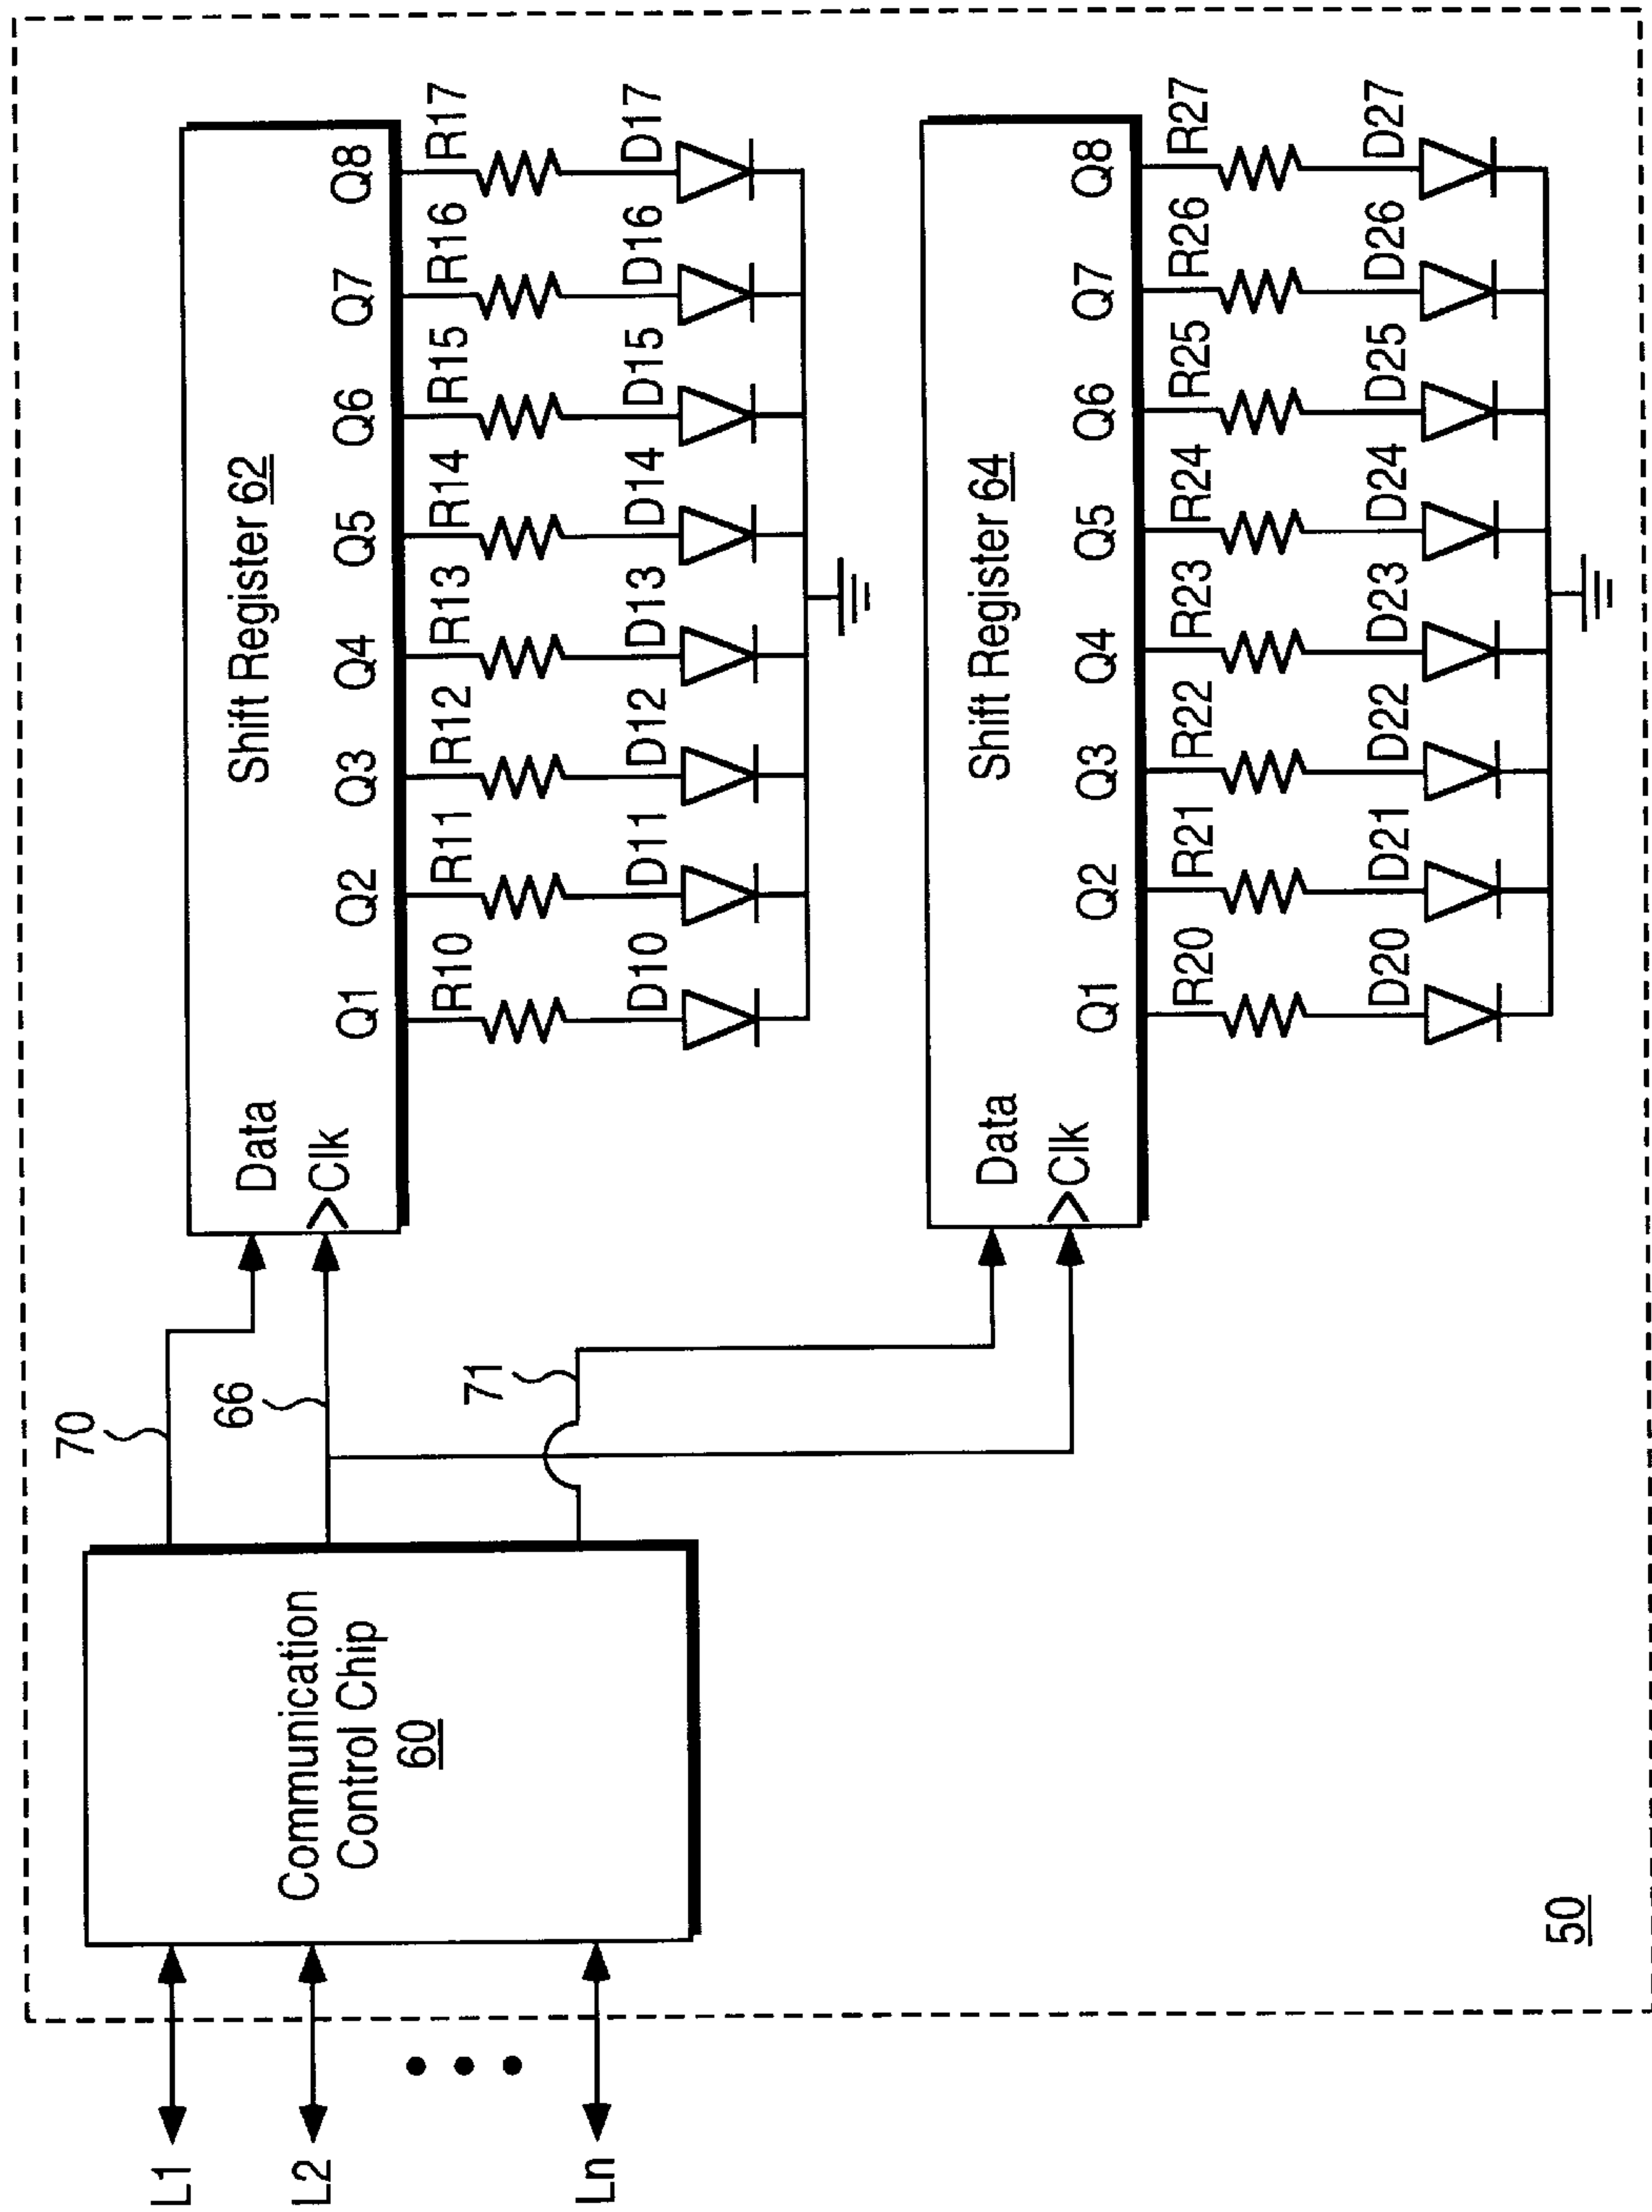 L1
L2
Ln
Communication
Control Chip
60
70
66
71
Shift Register 62
Data
Clk
Q1 Q2 Q3 Q4 Q5 Q6 Q7 Q8
R10 R11 R12 R13 R14 R15 R16 R17
D10 D11 D12 D13 D14 D15 D16 D17
Shift Register 64
Data
Clk
Q1 Q2 Q3 Q4 Q5 Q6 Q7 Q8
R20 R21 R22 R23 R24 R25 R26 R27
D20 D21 D22 D23 D24 D25 D26 D27
50